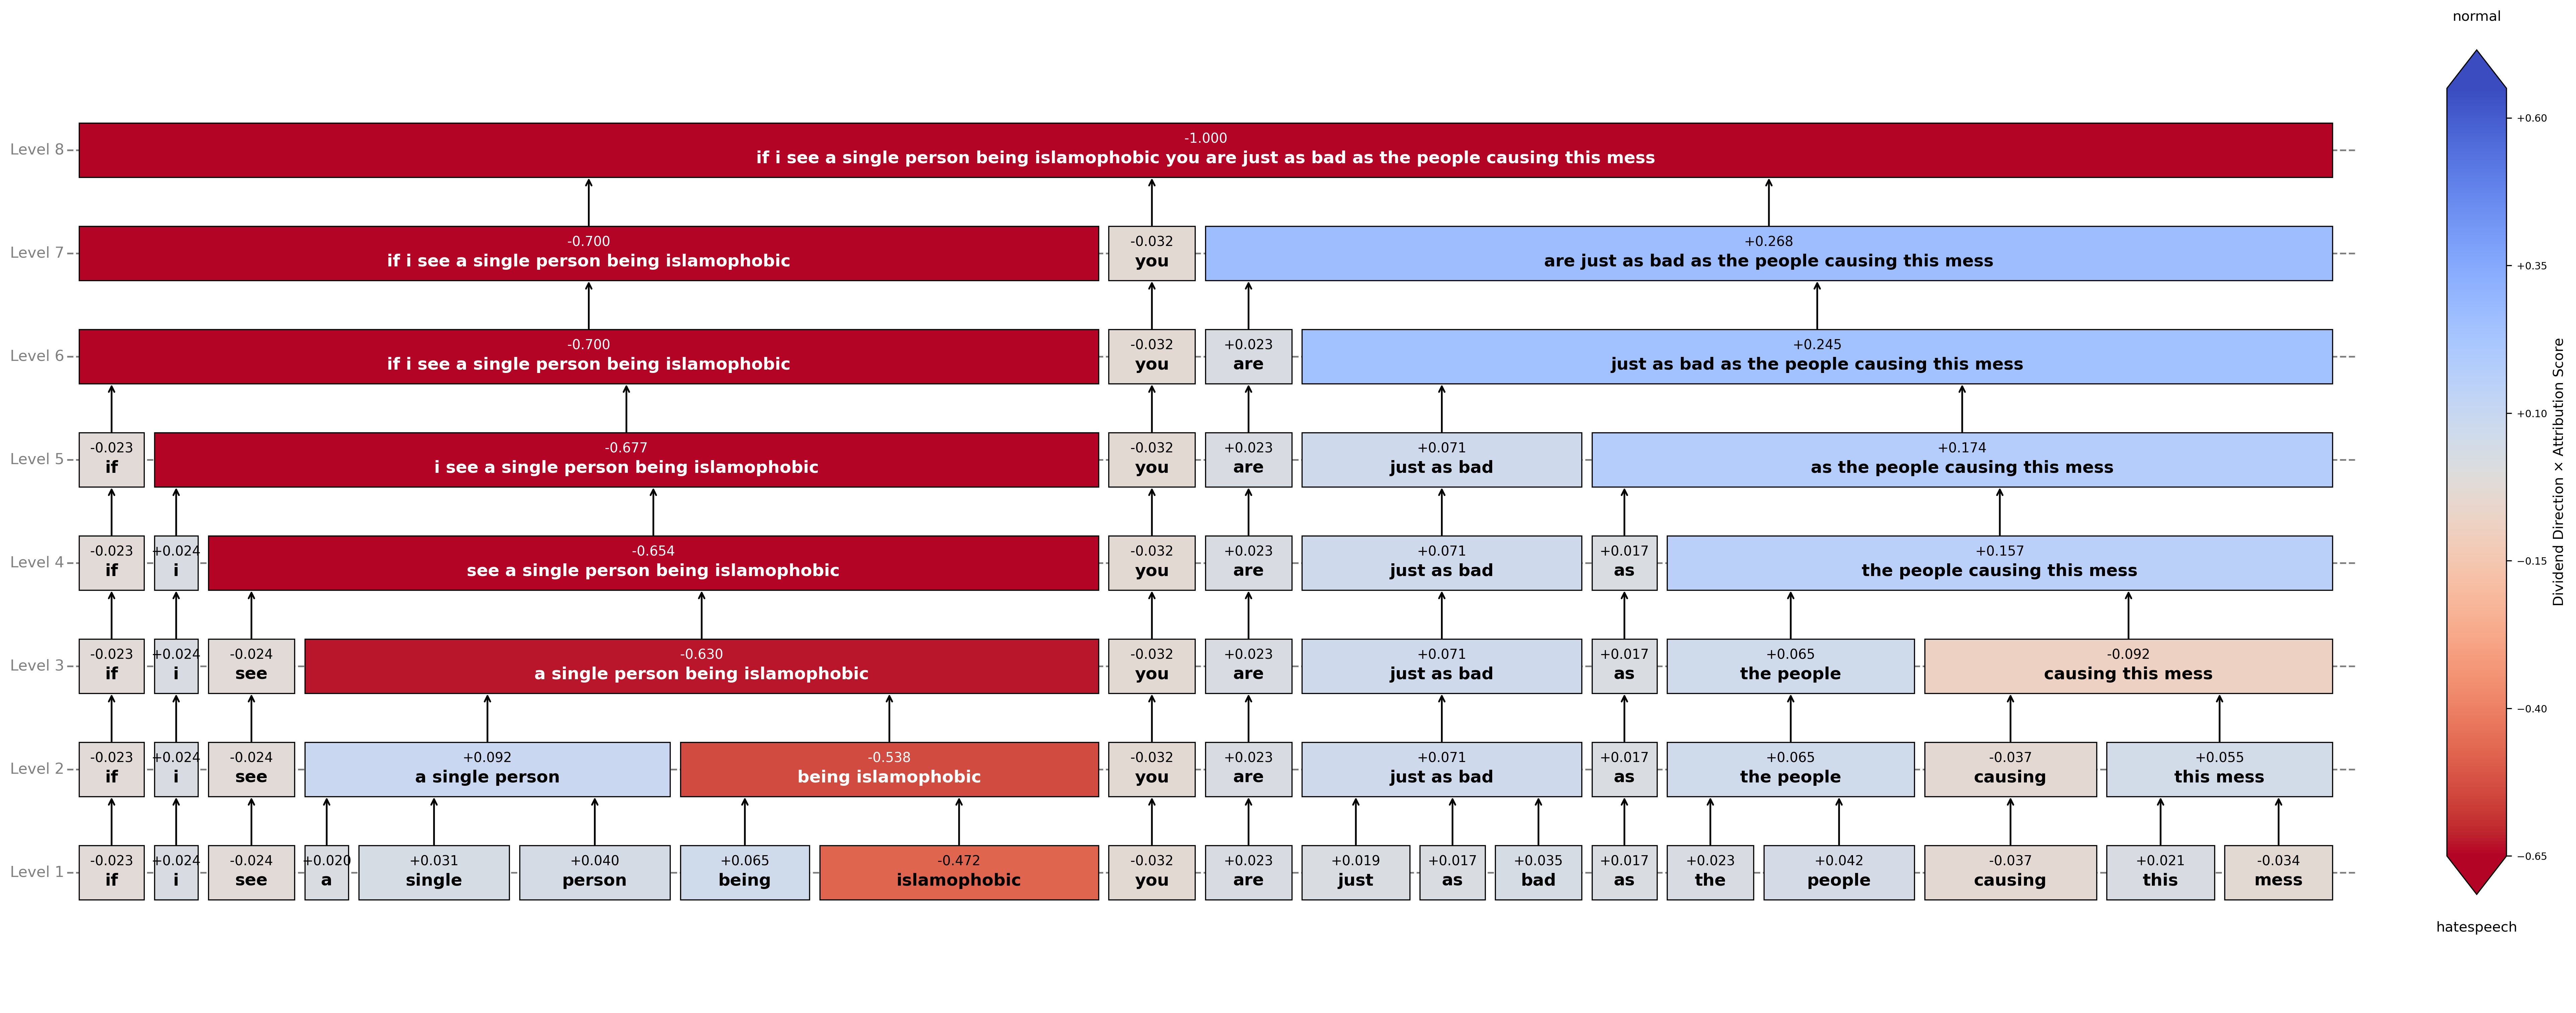 normal
Level 8
-1.000
if i see a single person being islamophobic you are just as bad as the people causing this mess
Level 7
-0.700 -0.032 +0.268
if i see a single person being islamophobic you are just as bad as the people causing this mess
Level 6
-0.700 -0.032 +0.023 +0.245
if i see a single person being islamophobic you are just as bad as the people causing this mess
Level 5
-0.023 -0.677 -0.032 +0.023 +0.071 +0.174
if i see a single person being islamophobic you are just as bad as the people causing this mess
Level 4
-0.023 +0.024 -0.654 -0.032 +0.023 +0.071 +0.017 +0.157
if i see a single person being islamophobic you are just as bad as the people causing this mess
Level 3
-0.023 +0.024 -0.024 -0.630 -0.032 +0.023 +0.071 +0.017 +0.065 -0.092
if i see a single person being islamophobic you are just as bad as the people causing this mess
Level 2
-0.023 +0.024 -0.024 +0.092 -0.538 -0.032 +0.023 +0.071 +0.017 +0.065 -0.037 +0.055
if i see a single person being islamophobic you are just as bad as the people causing this mess
Level 1
-0.023 +0.024 -0.024 +0.020 +0.031 +0.040 +0.065 -0.472 -0.032 +0.023 +0.019 +0.017 +0.035 +0.017 +0.023 +0.042 -0.037 +0.021 -0.034
if i see a single person being islamophobic you are just as bad as the people causing this mess
+0.60
+0.35
+0.10
−0.15
−0.40
−0.65
Dividend Direction × Attribution Score
hatespeech